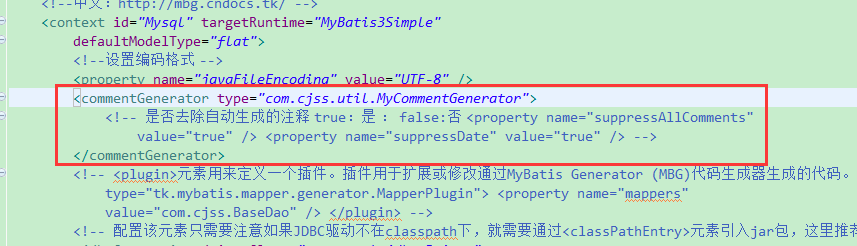 <!--中文：http://mbg.cndocs.tk/ -->
<context id="Mysql" targetRuntime="MyBatis3Simple"
defaultModelType="flat">
<!--设置编码格式 -->
<property name="javaFileEncoding" value="UTF-8" />
<commentGenerator type="com.cjss.util.MyCommentGenerator">
<!-- 是否去除自动生成的注释 true：是 ： false:否 <property name="suppressAllComments"
value="true" /> <property name="suppressDate" value="true" /> -->
</commentGenerator>
<!-- <plugin>元素用来定义一个插件。插件用于扩展或修改通过MyBatis Generator (MBG)代码生成器生成的代码。
type="tk.mybatis.mapper.generator.MapperPlugin"> <property name="mappers"
value="com.cjss.BaseDao" /> </plugin> -->
<!-- 配置该元素只需要注意如果JDBC驱动不在classpath下，就需要通过<classPathEntry>元素引入jar包，这里推荐